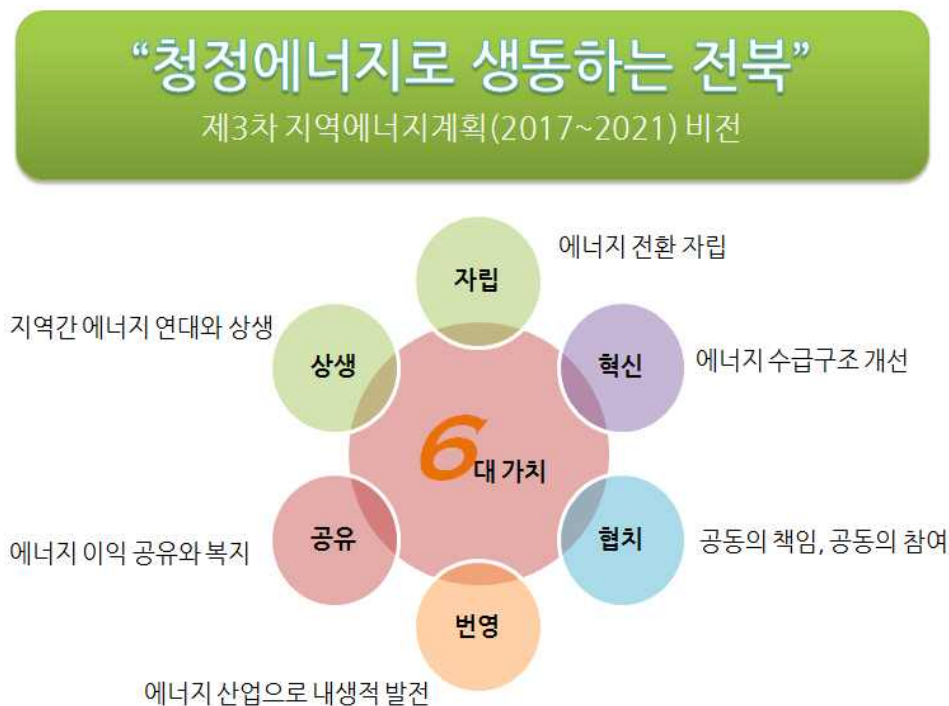 “청정에너지로 생동하는 전북”
제3차 지역에너지계획(2017~2021) 비전
자립
에너지 전환 자립
혁신
에너지 수급구조 개선
협치
공동의 책임, 공동의 참여
번영
에너지 산업으로 내생적 발전
공유
에너지 이익 공유와 복지
상생
지역간 에너지 연대와 상생
6대 가치